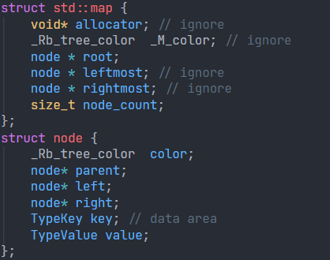 struct std::map {
void* allocator; // ignore
_Rb_tree_color _M_color; // ignore
node * root;
node * leftmost; // ignore
node * rightmost; // ignore
size_t node_count;
};
struct node {
_Rb_tree_color color;
node* parent;
node* left;
node* right;
TypeKey key; // data area
TypeValue value;
};